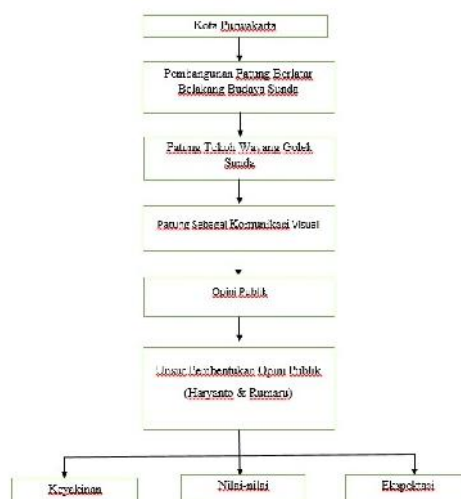 Kota Purwakarta
Pembangunan Patung Berlatar
Belakang Budaya Sunda
Patung Tokoh Wayang Golek
Sunda
Patung Sebagai Komunikasi Visual
Opini Publik
Unsur Pembentukan Opini Publik
(Haryanto & Rumaru)
Keyakinan
Nilai-nilai
Ekspektasi